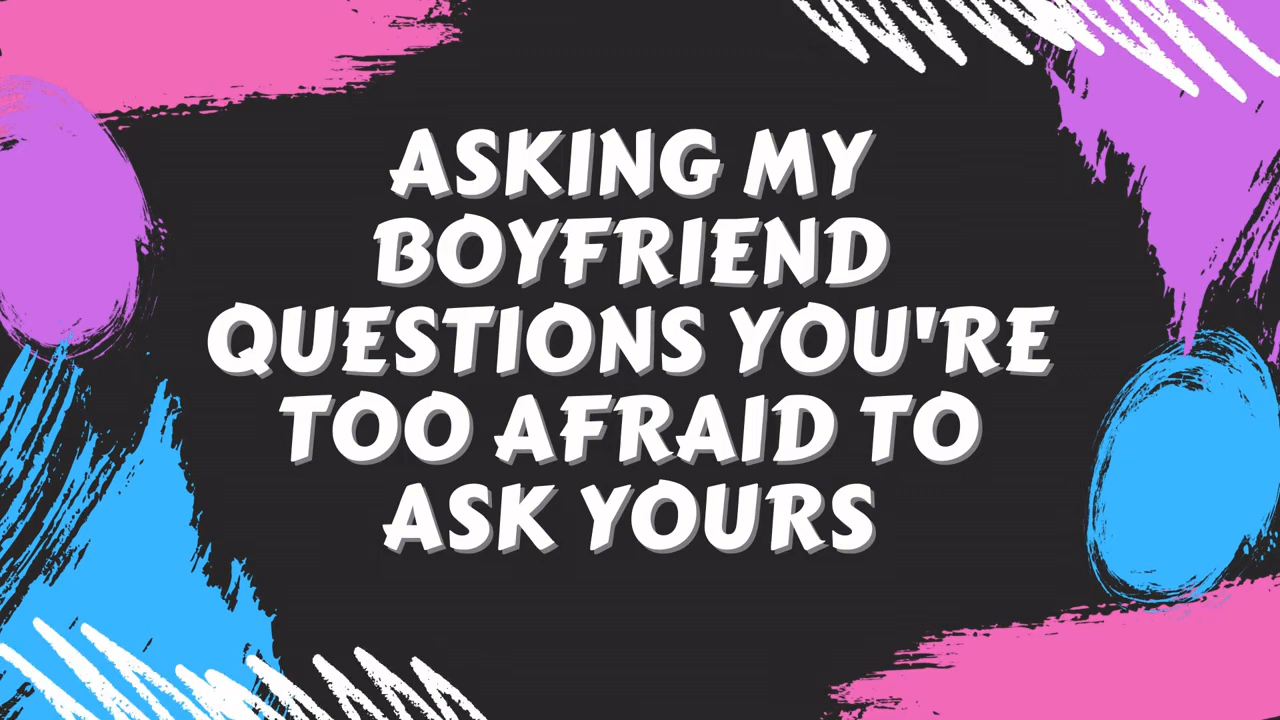 ASKING MY
BOYFRIEND
QUESTIONS YOU'RE
TOO AFRAID TO
ASK YOURS